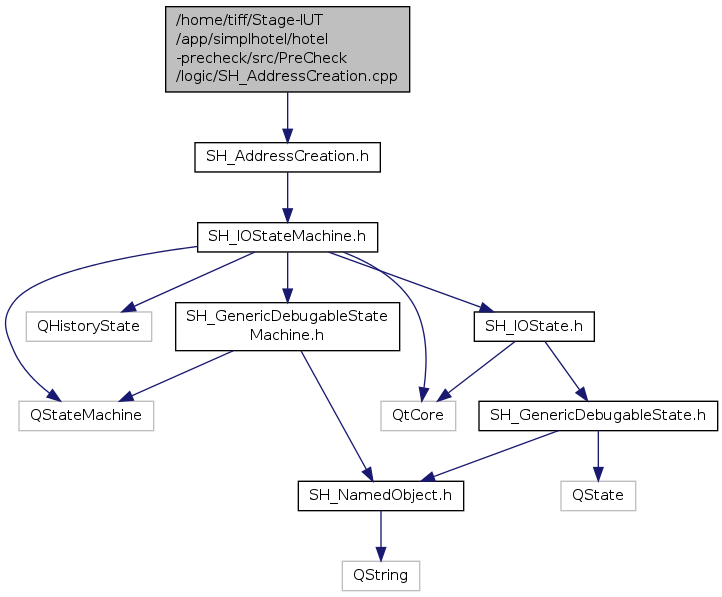 /home/tiff/Stage-IUT
/app/simplhotel/hotel
-precheck/src/PreCheck
/logic/SH_AddressCreation.cpp
SH_AddressCreation.h
SH_IOStateMachine.h
QHistoryState
SH_GenericDebugableState
Machine.h
SH_IOState.h
QStateMachine
QtCore
SH_GenericDebugableState.h
SH_NamedObject.h
QState
QString